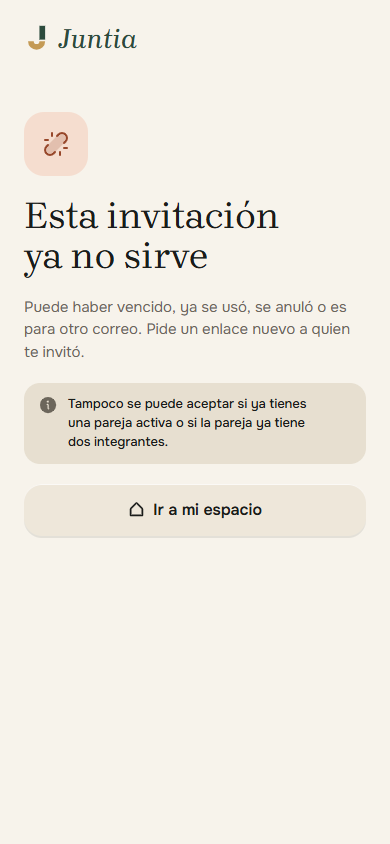 Juntia
Esta invitación
ya no sirve
Puede haber vencido, ya se usó, se anuló o es
para otro correo. Pide un enlace nuevo a quien
te invitó.
Tampoco se puede aceptar si ya tienes
una pareja activa o si la pareja ya tiene
dos integrantes.
Ir a mi espacio